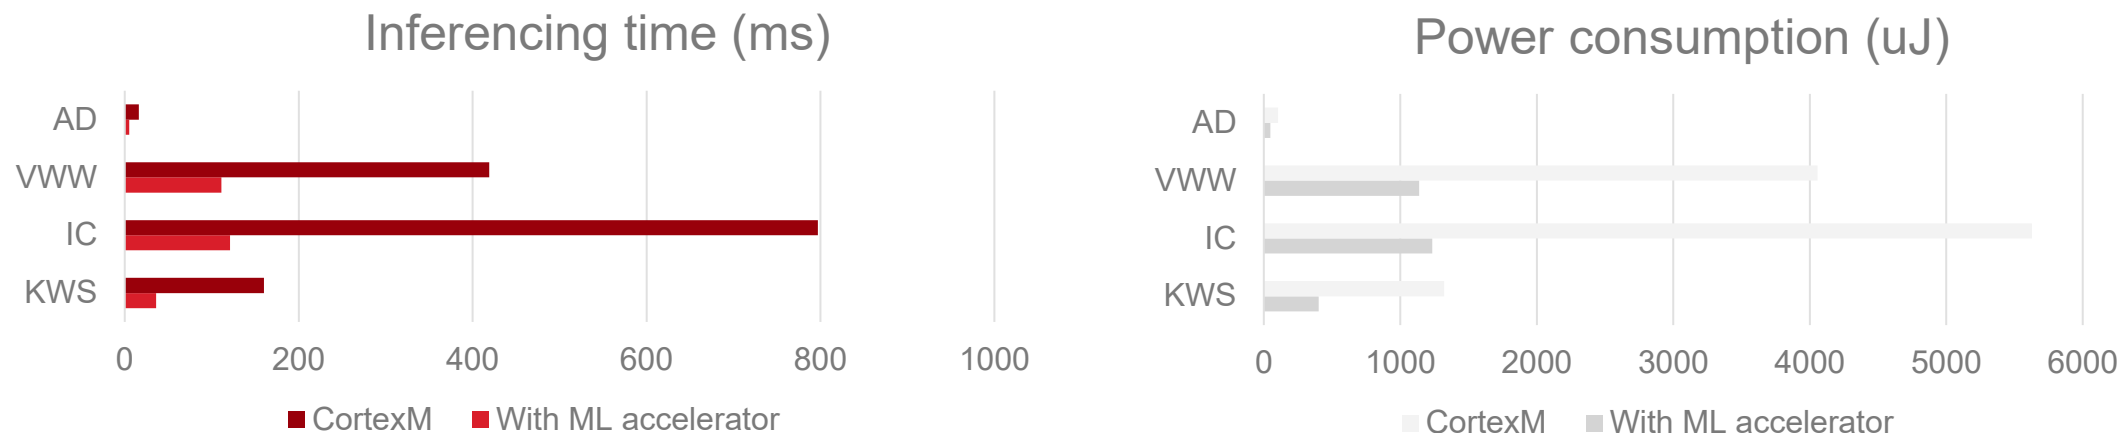 Inferencing time (ms)
AD
VWW
IC
KWS
0 200 400 600 800 1000
CortexM With ML accelerator
Power consumption (uJ)
AD
VWW
IC
KWS
0 1000 2000 3000 4000 5000 6000
CortexM With ML accelerator